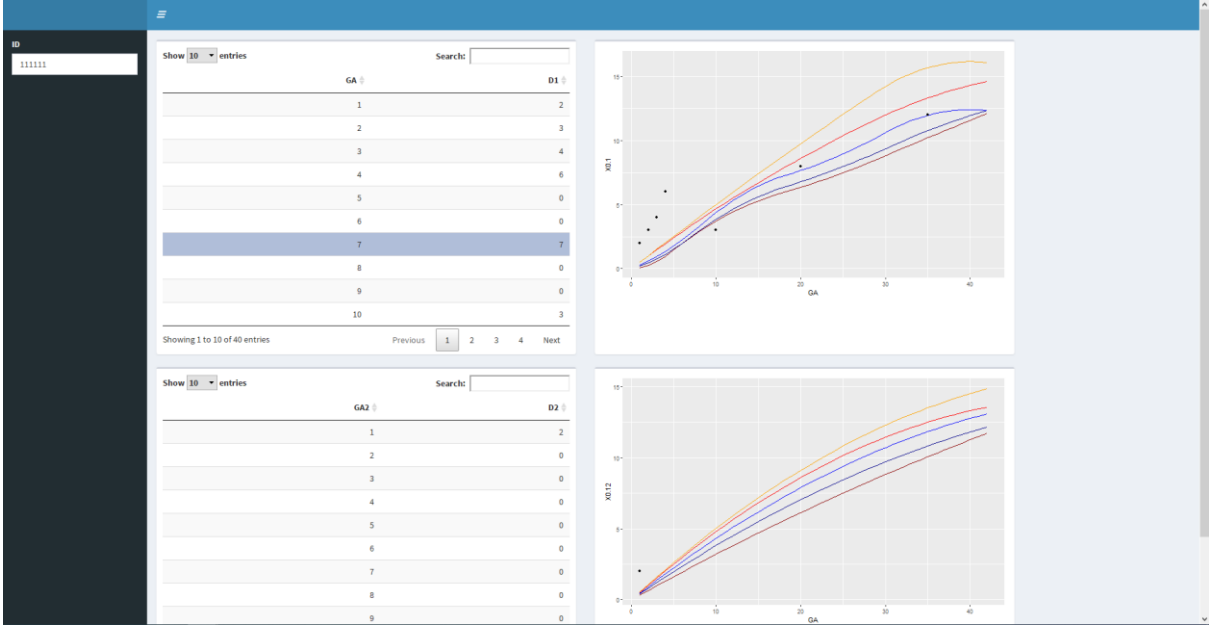 ID
111111
Show 10 entries
Search:
GA D1
1 2
2 3
3 4
4 6
5 0
6 0
7 7
8 0
9 0
10 3
Showing 1 to 10 of 40 entries
Previous 1 2 3 4 Next
15-
10-
5-
0-
X0.1
0 10 20 30 40
GA
Show 10 entries
Search:
GA2 D2
1 2
2 0
3 0
4 0
5 0
6 0
7 0
8 0
9 0
15-
10-
5-
0-
X0.12
0 10 20 30 40
GA